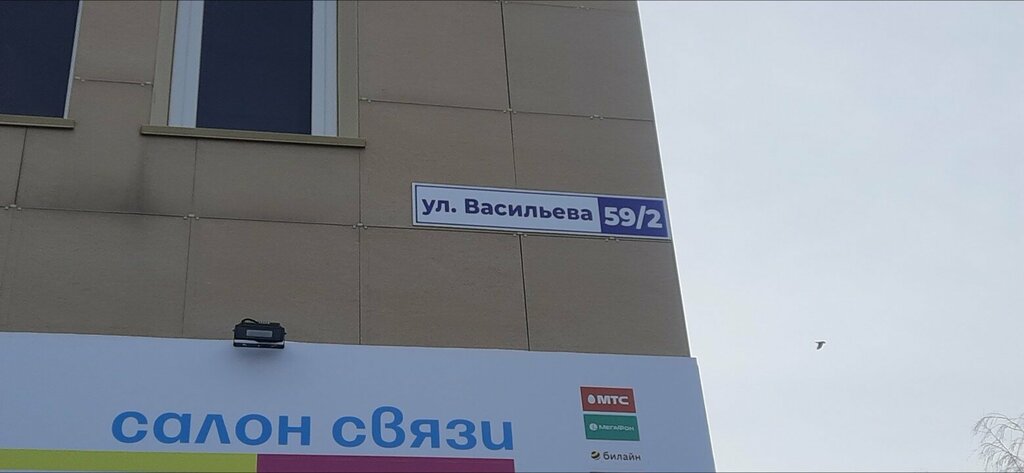 ул. Васильева 59/2
салон связи
МТС
МЕГАФОН
билайн